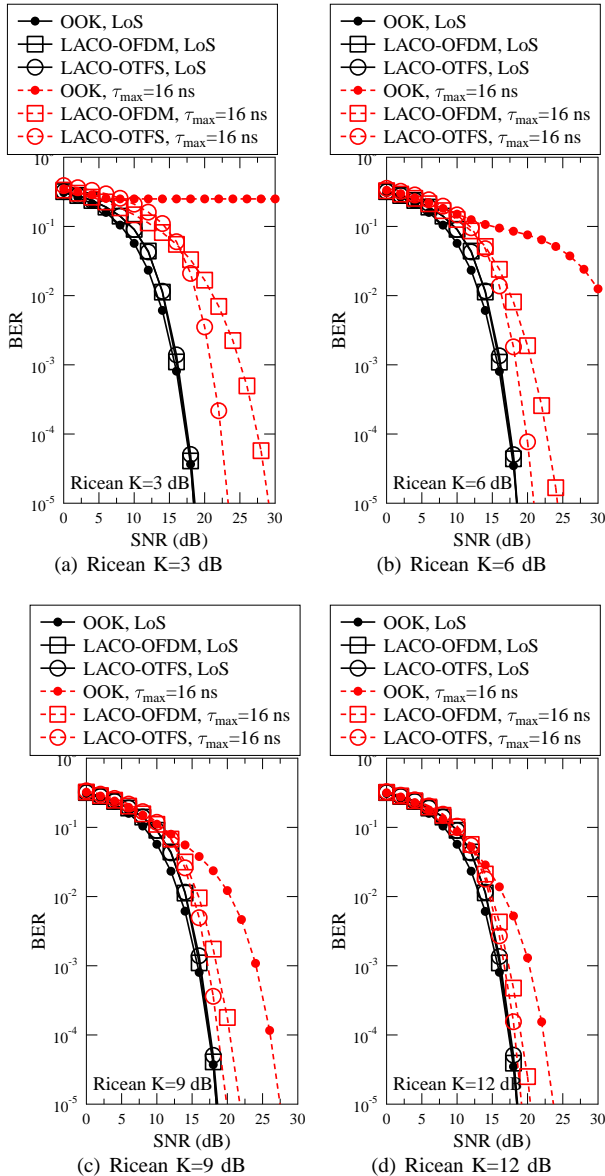 OOK, LoS
LACO-OFDM, LoS
LACO-OTFS, LoS
OOK, τmax=16 ns
LACO-OFDM, τmax=16 ns
LACO-OTFS, τmax=16 ns
10^0
10^-1
10^-2
10^-3
10^-4
10^-5
BER
Ricean K=3 dB
0 5 10 15 20 25 30
SNR (dB)
(a) Ricean K=3 dB
OOK, LoS
LACO-OFDM, LoS
LACO-OTFS, LoS
OOK, τmax=16 ns
LACO-OFDM, τmax=16 ns
LACO-OTFS, τmax=16 ns
10^0
10^-1
10^-2
10^-3
10^-4
10^-5
BER
Ricean K=6 dB
0 5 10 15 20 25 30
SNR (dB)
(b) Ricean K=6 dB
OOK, LoS
LACO-OFDM, LoS
LACO-OTFS, LoS
OOK, τmax=16 ns
LACO-OFDM, τmax=16 ns
LACO-OTFS, τmax=16 ns
10^0
10^-1
10^-2
10^-3
10^-4
10^-5
BER
Ricean K=9 dB
0 5 10 15 20 25 30
SNR (dB)
(c) Ricean K=9 dB
OOK, LoS
LACO-OFDM, LoS
LACO-OTFS, LoS
OOK, τmax=16 ns
LACO-OFDM, τmax=16 ns
LACO-OTFS, τmax=16 ns
10^0
10^-1
10^-2
10^-3
10^-4
10^-5
BER
Ricean K=12 dB
0 5 10 15 20 25 30
SNR (dB)
(d) Ricean K=12 dB